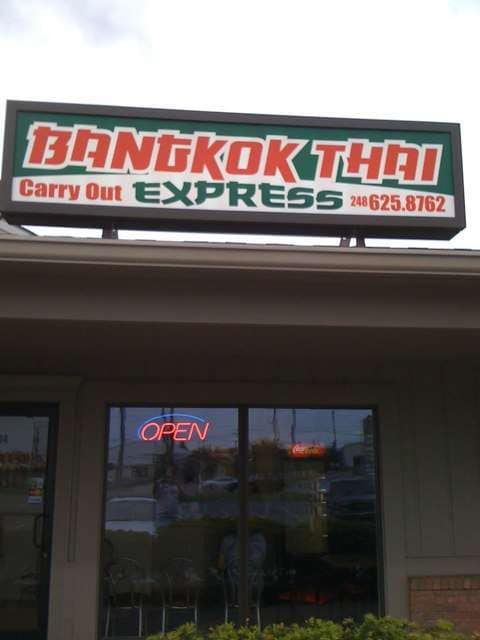 BANGKOK THAI
Carry Out EXPRESS 248 625.8762
OPEN